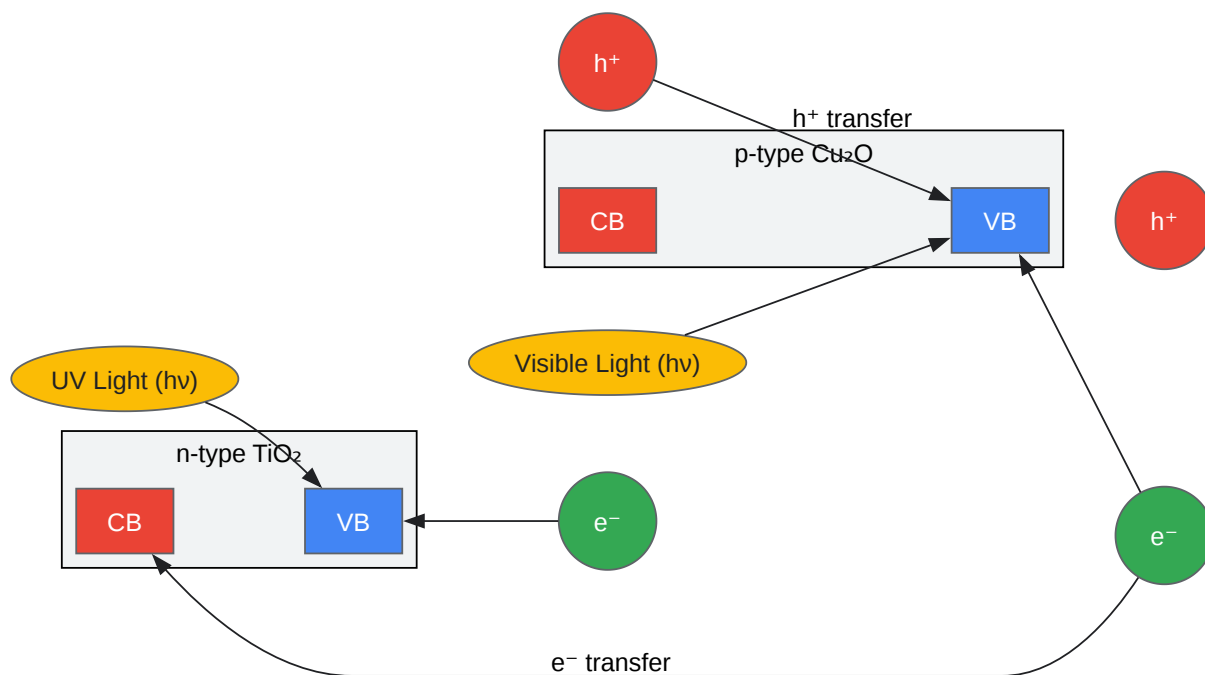 h⁺
h⁺ transfer
p-type Cu₂O
CB
VB
h⁺
UV Light (hν)
Visible Light (hν)
n-type TiO₂
CB
VB
e⁻
e⁻
e⁻ transfer